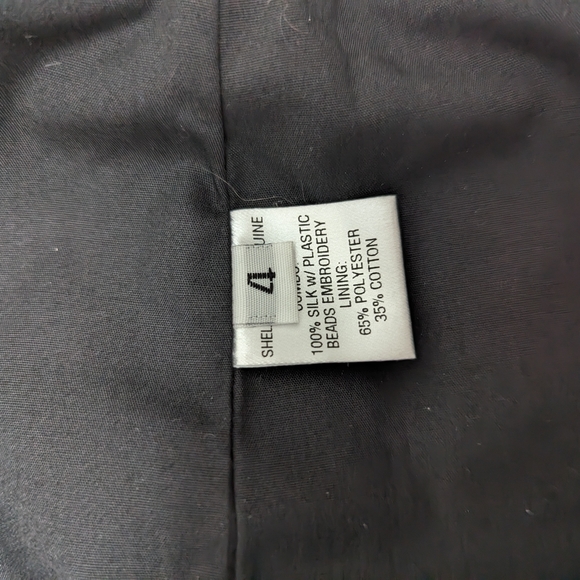 4
100% SILK W/ PLASTIC
BEADS EMBROIDERY
LINING:
65% POLYESTER
35% COTTON